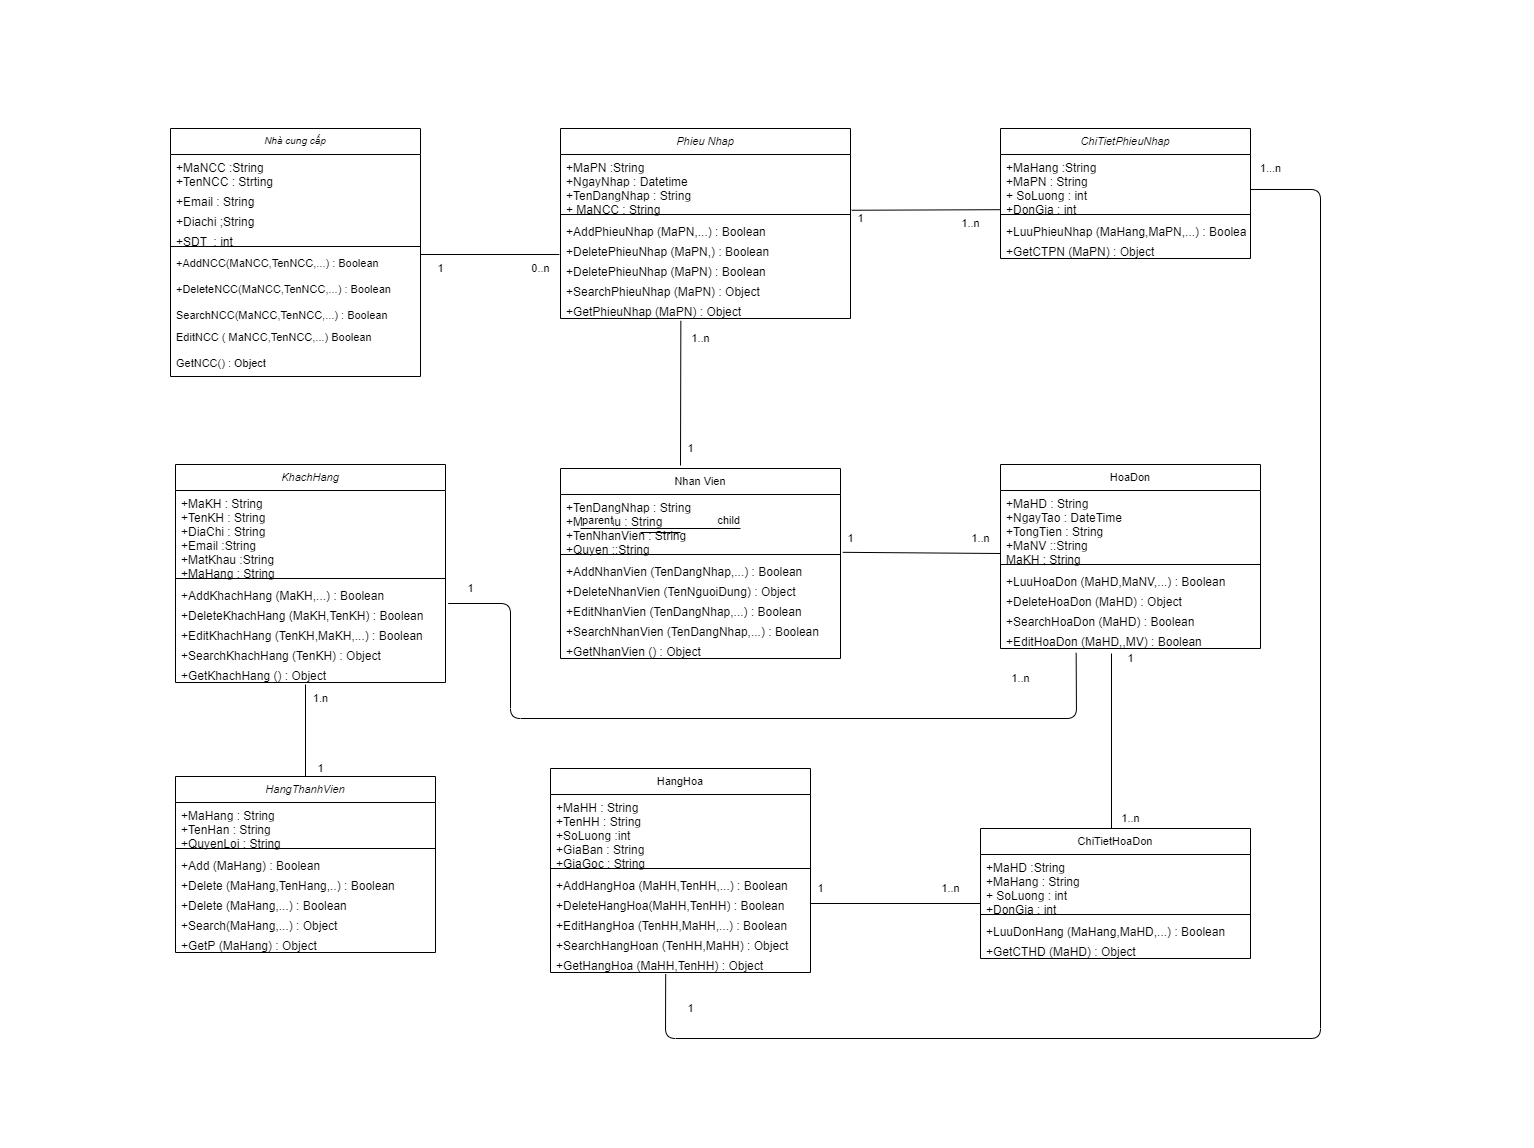 Nhà cung cấp
+MaNCC :String
+TenNCC : Strting
+Email : String
+Diachi ;String
+SDT : int
+AddNCC(MaNCC,TenNCC,...) : Boolean
+DeleteNCC(MaNCC,TenNCC,...) : Boolean
SearchNCC(MaNCC,TenNCC,...) : Boolean
EditNCC ( MaNCC,TenNCC,...) Boolean
GetNCC() : Object
1
0..n
Phieu Nhap
+MaPN :String
+NgayNhap : Datetime
+TenDangNhap : String
+ MaNCC : String
+AddPhieuNhap (MaPN,...) : Boolean
+DeletePhieuNhap (MaPN,) : Boolean
+DeletePhieuNhap (MaPN) : Boolean
+SearchPhieuNhap (MaPN) : Object
+GetPhieuNhap (MaPN) : Object
1
1..n
ChiTietPhieuNhap
+MaHang :String
+MaPN : String
+ SoLuong : int
+DonGia : int
+LuuPhieuNhap (MaHang,MaPN,...) : Boolea
+GetCTPN (MaPN) : Object
1...n
1..n
1
KhachHang
+MaKH : String
+TenKH : String
+DiaChi : String
+Email :String
+MatKhau :String
+MaHang : String
+AddKhachHang (MaKH,...) : Boolean
+DeleteKhachHang (MaKH,TenKH) : Boolean
+EditKhachHang (TenKH,MaKH,...) : Boolean
+SearchKhachHang (TenKH) : Object
+GetKhachHang () : Object
1
1.n
1
Nhan Vien
+TenDangNhap : String
: String
parent
child
+TenNhanVien : String
+Quyen ::String
+AddNhanVien (TenDangNhap,...) : Boolean
+DeleteNhanVien (TenNguoiDung) : Object
+EditNhanVien (TenDangNhap,...) : Boolean
+SearchNhanVien (TenDangNhap,...) : Boolean
+GetNhanVien () : Object
1
1..n
HoaDon
+MaHD : String
+NgayTao : DateTime
+TongTien : String
+MaNV ::String
MaKH : String
+LuuHoaDon (MaHD,MaNV,...) : Boolean
+DeleteHoaDon (MaHD) : Object
+SearchHoaDon (MaHD) : Boolean
+EditHoaDon (MaHD,,MV) : Boolean
1..n
1
1..n
HangThanhVien
+MaHang : String
+TenHan : String
+QuyenLoi : String
+Add (MaHang) : Boolean
+Delete (MaHang,TenHang,..) : Boolean
+Delete (MaHang,...) : Boolean
+Search(MaHang,...) : Object
+GetP (MaHang) : Object
HangHoa
+MaHH : String
+TenHH : String
+SoLuong :int
+GiaBan : String
+GiaGoc : String
+AddHangHoa (MaHH,TenHH,...) : Boolean
+DeleteHangHoa(MaHH,TenHH) : Boolean
+EditHangHoa (TenHH,MaHH,...) : Boolean
+SearchHangHoan (TenHH,MaHH) : Object
+GetHangHoa (MaHH,TenHH) : Object
1
1..n
1
ChiTietHoaDon
+MaHD :String
+MaHang : String
+ SoLuong : int
+DonGia : int
+LuuDonHang (MaHang,MaHD,...) : Boolean
+GetCTHD (MaHD) : Object